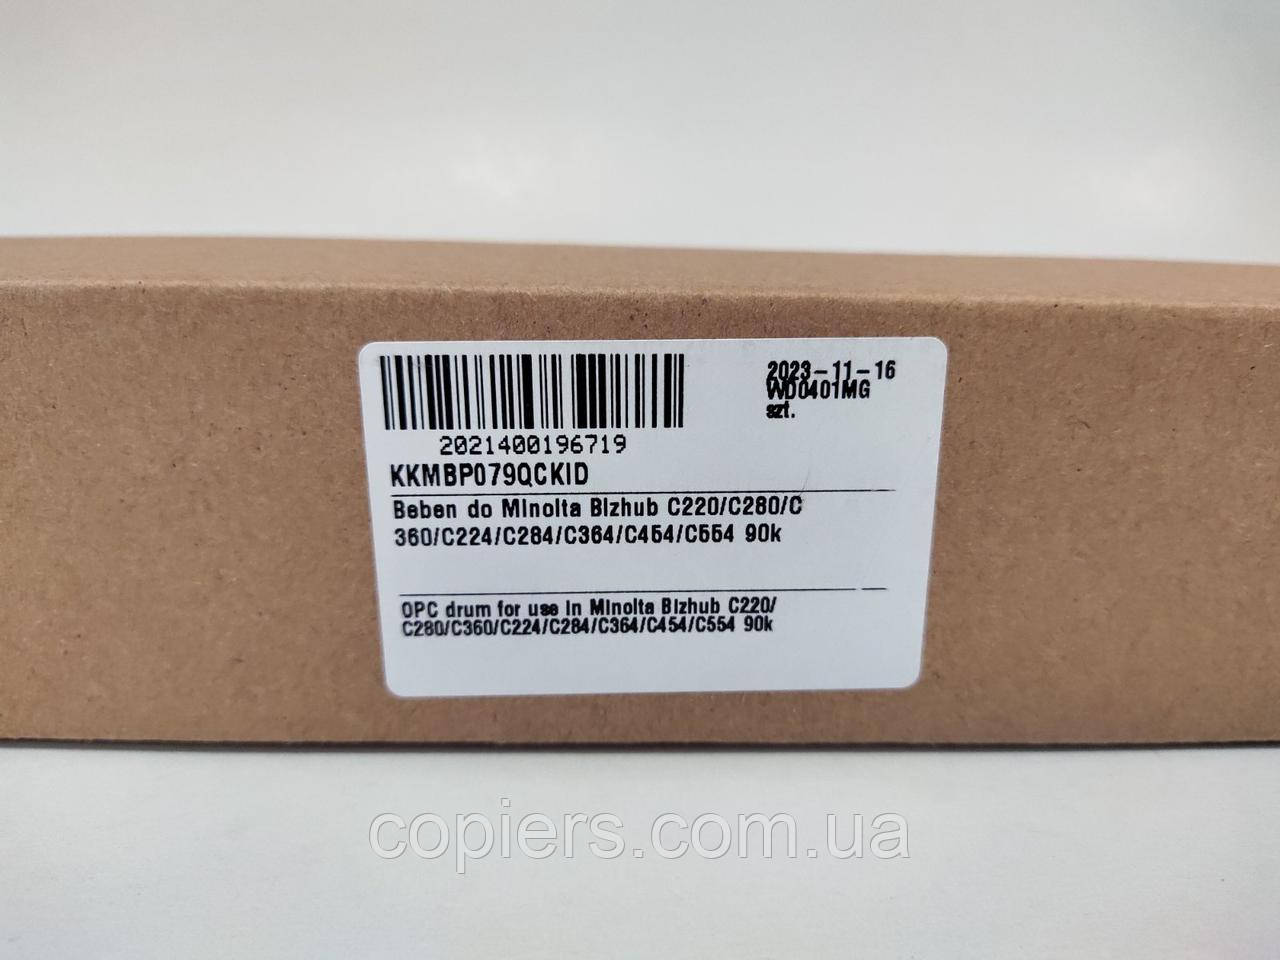 2023-11-16
WD0401MG
szt.
2021400196719
KKMBP079QCKID
Beben do Minolta Bizhub C220/C280/C
360/C224/C284/C364/C454/C554 90k
OPC drum for use in Minolta Bizhub C220/
C280/C360/C224/C284/C364/C454/C554 90k
copiers.com.ua